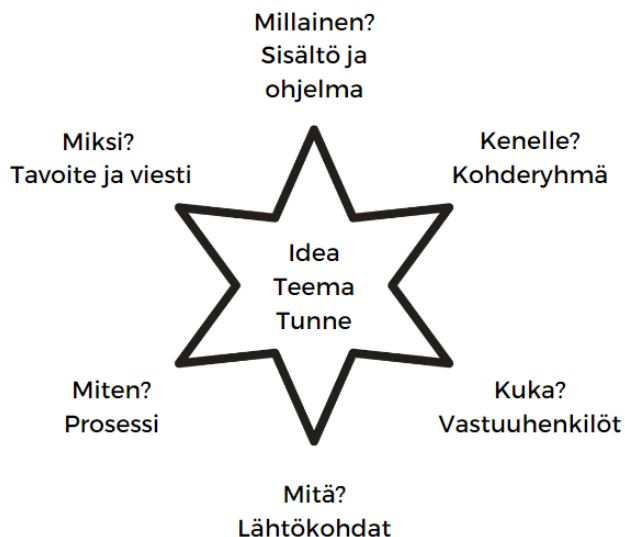 Millainen?
Sisältö ja
ohjelma
Miksi?
Tavoite ja viesti
Kenelle?
Kohderyhmä
Idea
Teema
Tunne
Miten?
Prosessi
Kuka?
Vastuuhenkilöt
Mitä?
Lähtökohdat